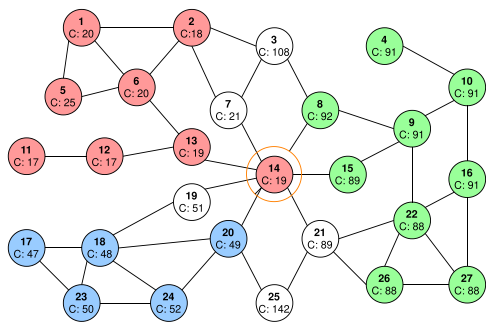 1
C: 20
2
C:18
3
C: 108
4
C: 91
5
C: 25
6
C: 20
7
C: 21
8
C: 92
9
C: 91
10
C: 91
11
C: 17
12
C: 17
13
C: 19
14
C: 19
15
C: 89
16
C: 91
17
C: 47
18
C: 48
19
C: 51
20
C: 49
21
C: 89
22
C: 88
23
C: 50
24
C: 52
25
C: 142
26
C: 88
27
C: 88